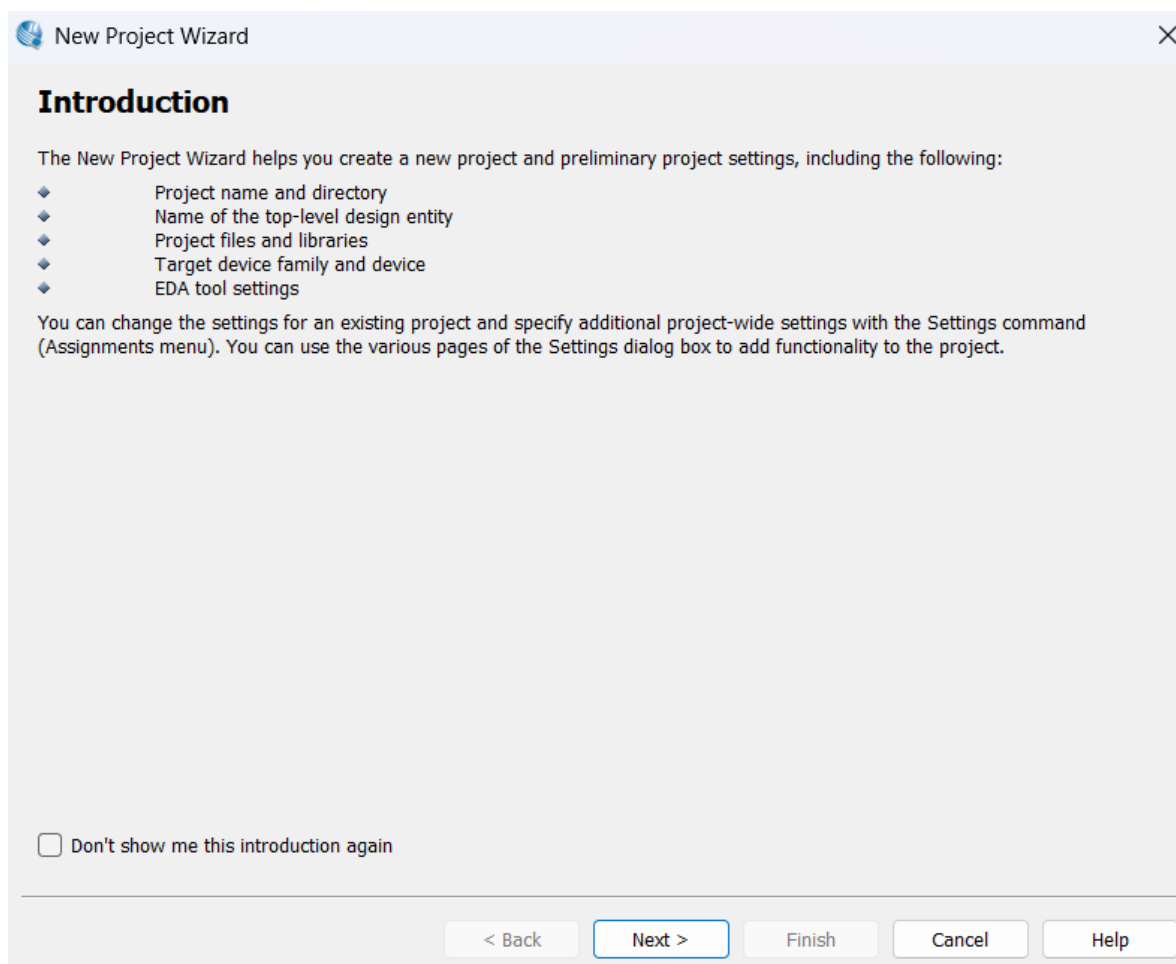 New Project Wizard
Introduction
The New Project Wizard helps you create a new project and preliminary project settings, including the following:
Project name and directory
Name of the top-level design entity
Project files and libraries
Target device family and device
EDA tool settings
You can change the settings for an existing project and specify additional project-wide settings with the Settings command
(Assignments menu). You can use the various pages of the Settings dialog box to add functionality to the project.
Don't show me this introduction again
< Back Next > Finish Cancel Help